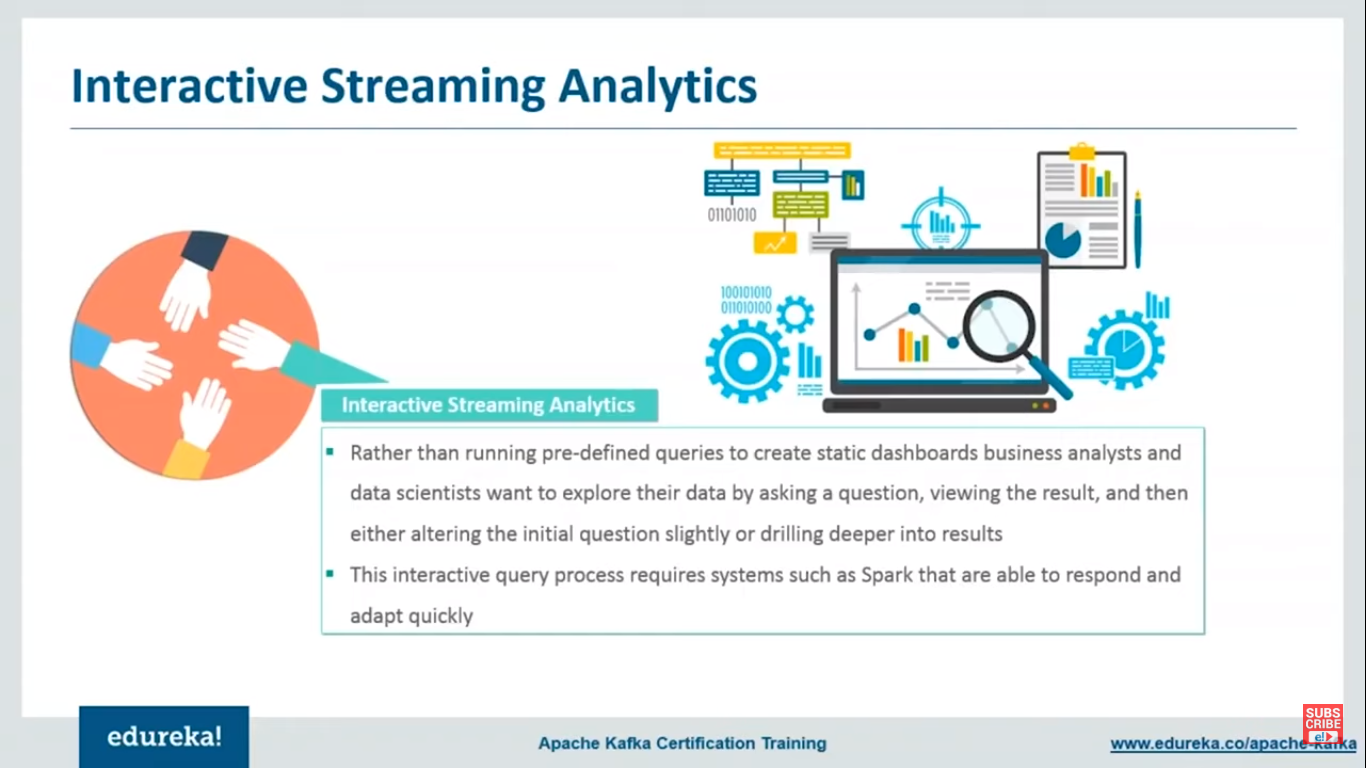 Interactive Streaming Analytics
01101010
100101010
011010100
Interactive Streaming Analytics
Rather than running pre-defined queries to create static dashboards business analysts and
data scientists want to explore their data by asking a question, viewing the result, and then
either altering the initial question slightly or drilling deeper into results
This interactive query process requires systems such as Spark that are able to respond and
adapt quickly
SUBS
CRIBE
e!
edureka!
Apache Kafka Certification Training
www.edureka.co/apache-kafka